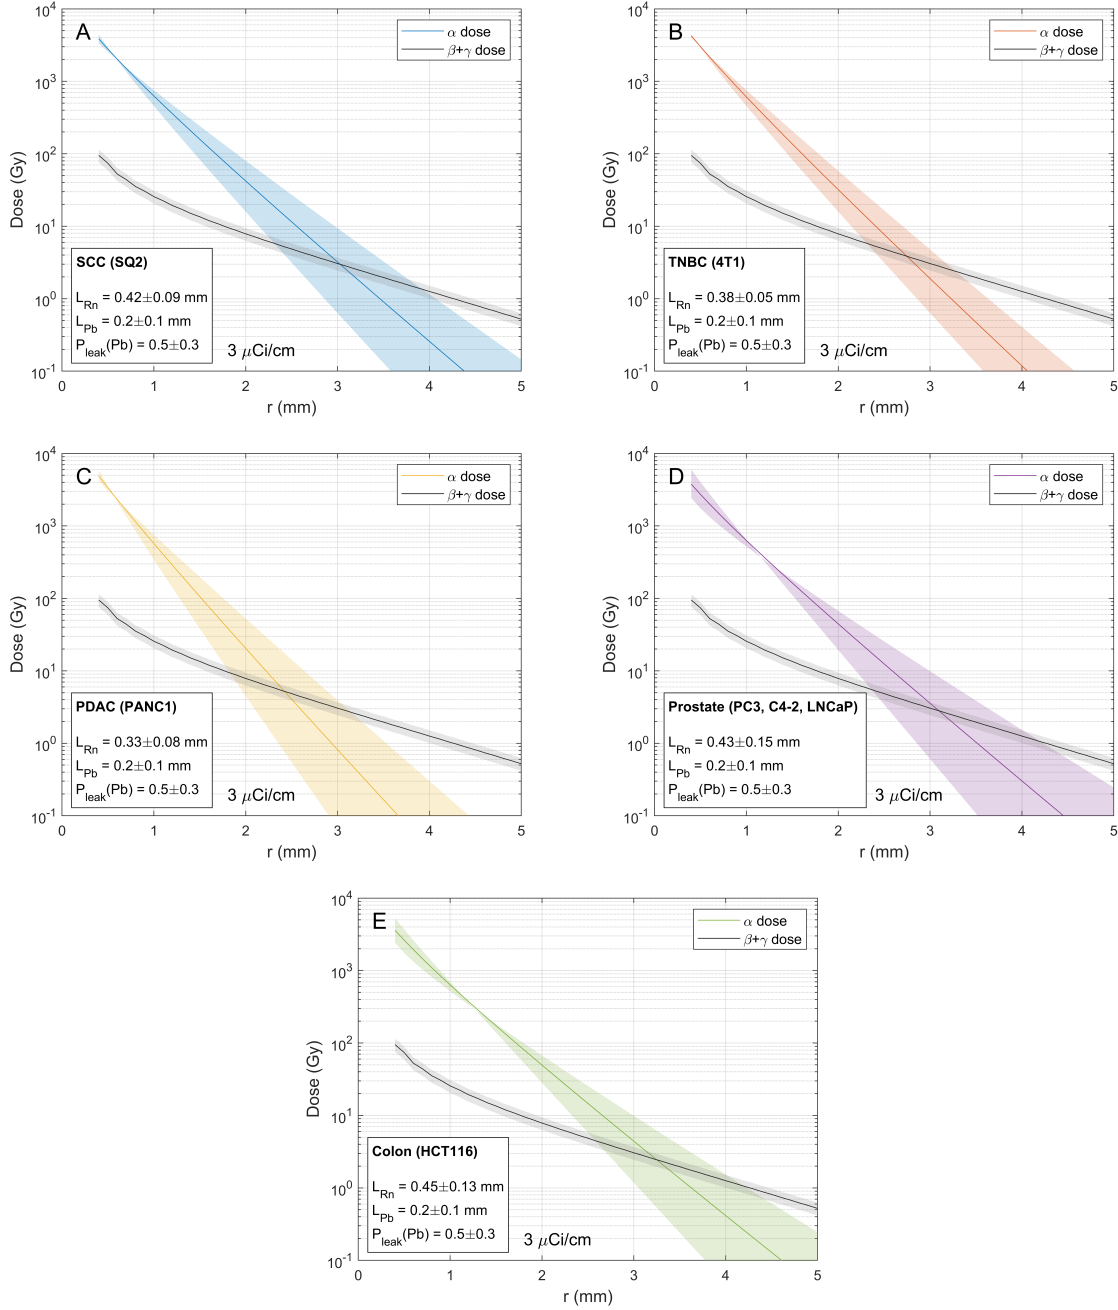 A
α dose
β+γ dose
10^4
10^3
10^2
10^1
10^0
10^-1
Dose (Gy)
SCC (SQ2)
L_Rn = 0.42±0.09 mm
L_Pb = 0.2±0.1 mm
P_leak(Pb) = 0.5±0.3
3 μCi/cm
0 1 2 3 4 5
r (mm)
B
α dose
β+γ dose
10^4
10^3
10^2
10^1
10^0
10^-1
Dose (Gy)
TNBC (4T1)
L_Rn = 0.38±0.05 mm
L_Pb = 0.2±0.1 mm
P_leak(Pb) = 0.5±0.3
3 μCi/cm
0 1 2 3 4 5
r (mm)
C
α dose
β+γ dose
10^4
10^3
10^2
10^1
10^0
10^-1
Dose (Gy)
PDAC (PANC1)
L_Rn = 0.33±0.08 mm
L_Pb = 0.2±0.1 mm
P_leak(Pb) = 0.5±0.3
3 μCi/cm
0 1 2 3 4 5
r (mm)
D
α dose
β+γ dose
10^4
10^3
10^2
10^1
10^0
10^-1
Dose (Gy)
Prostate (PC3, C4-2, LNCaP)
L_Rn = 0.43±0.15 mm
L_Pb = 0.2±0.1 mm
P_leak(Pb) = 0.5±0.3
3 μCi/cm
0 1 2 3 4 5
r (mm)
E
α dose
β+γ dose
10^4
10^3
10^2
10^1
10^0
10^-1
Dose (Gy)
Colon (HCT116)
L_Rn = 0.45±0.13 mm
L_Pb = 0.2±0.1 mm
P_leak(Pb) = 0.5±0.3
3 μCi/cm
0 1 2 3 4 5
r (mm)